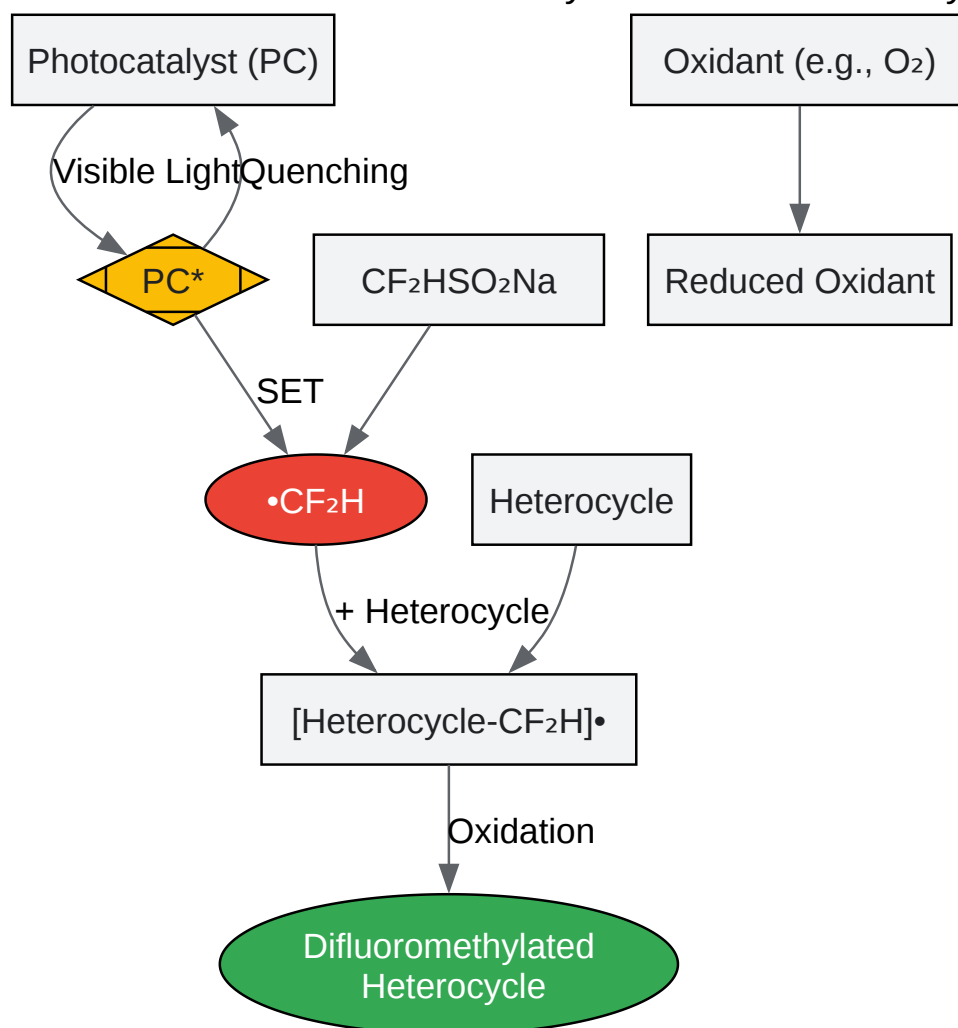 Photocatalyst (PC)
Oxidant (e.g., O₂)
Visible Light
Quenching
PC*
CF₂HSO₂Na
Reduced Oxidant
SET
•CF₂H
Heterocycle
+ Heterocycle
[Heterocycle-CF₂H]•
Oxidation
Difluoromethylated
Heterocycle